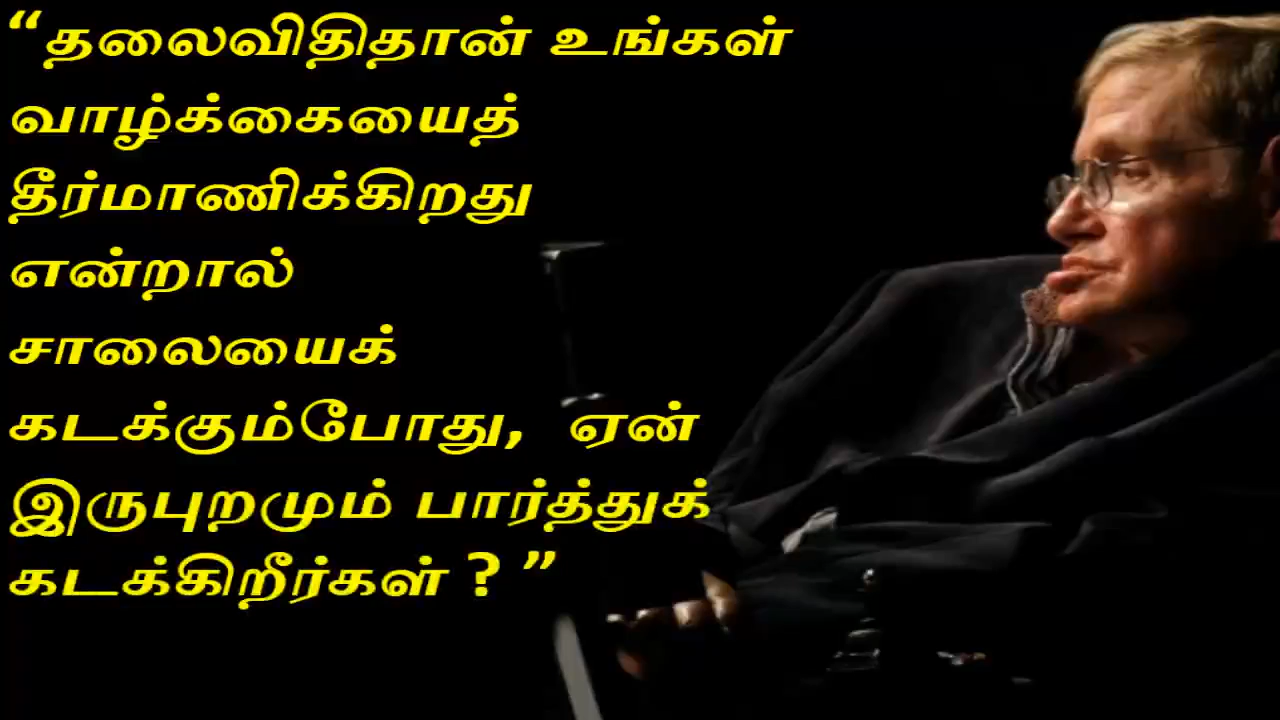 “தலைவிதிதான் உங்கள்
வாழ்க்கையைத்
தீர்மாணிக்கிறது
என்றால்
சாலையைக்
கடக்கும்போது, ஏன்
இருபுறமும் பார்த்துக்
கடக்கிறீர்கள் ? ”